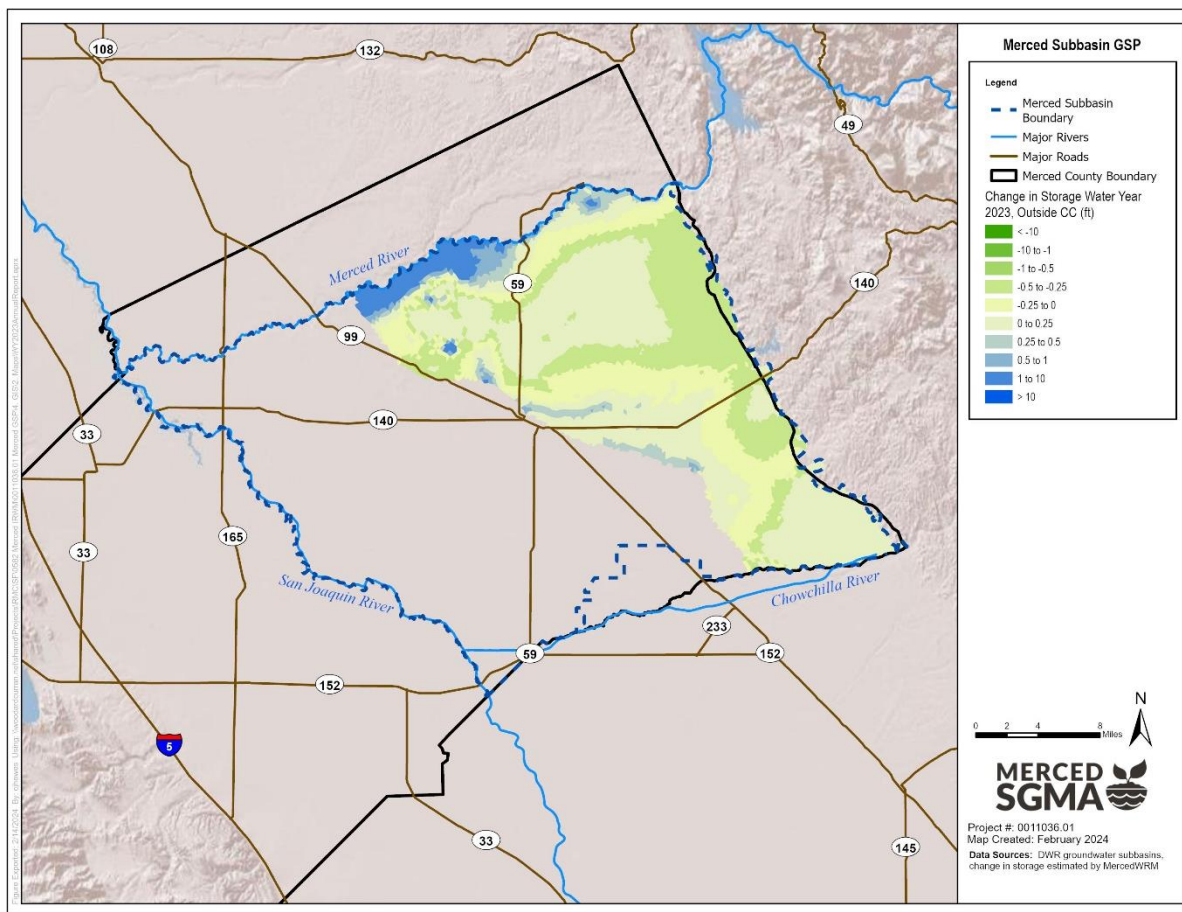 Merced Subbasin GSP
Legend
Merced Subbasin
Boundary
Major Rivers
Major Roads
Merced County Boundary
Change in Storage Water Year
2023, Outside CC (ft)
< -10
-10 to -1
-1 to -0.5
-0.5 to -0.25
-0.25 to 0
0 to 0.25
0.25 to 0.5
0.5 to 1
1 to 10
> 10
108
132
49
Merced River
59
140
99
140
33
165
33
San Joaquin River
Chowchilla River
233
59
152
152
5
33
145
N
0 2 4 8
Miles
MERCED
SGMA
Project #: 0011036.01
Map Created: February 2024
Data Sources: DWR groundwater subbasins,
change in storage estimated by MercedWRM